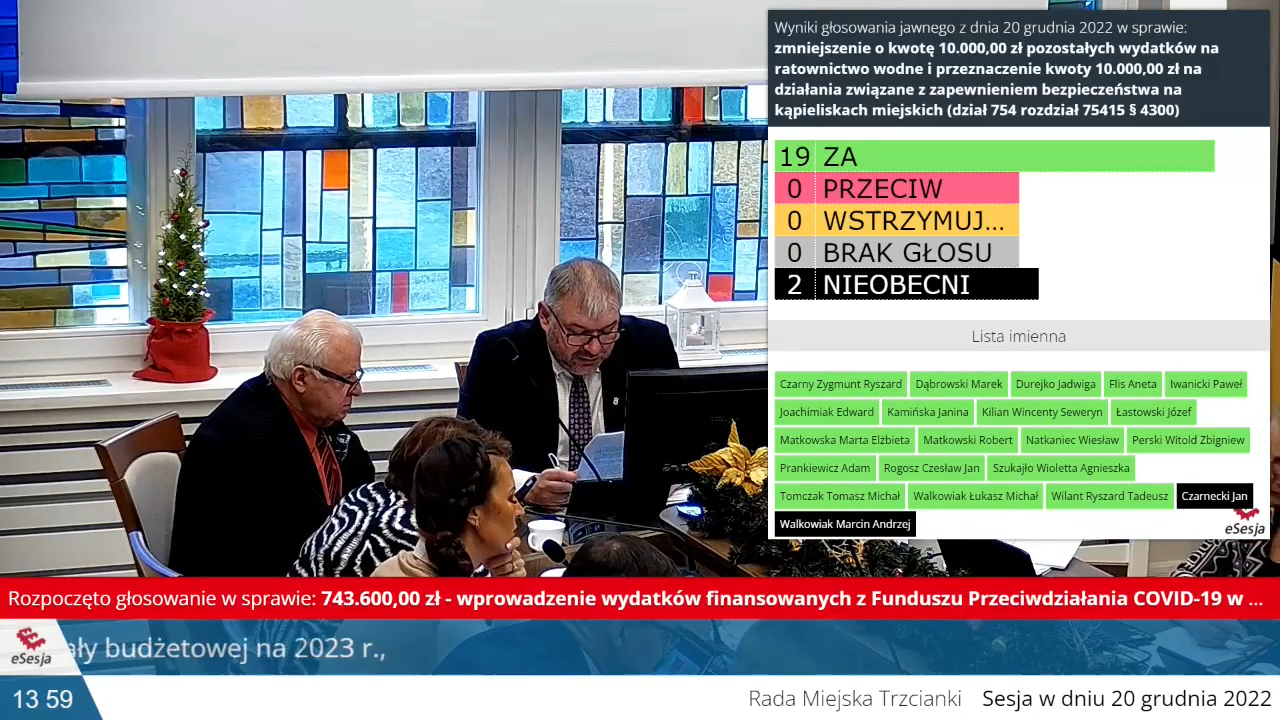 Wyniki głosowania jawnego z dnia 20 grudnia 2022 w sprawie:
zmniejszenie o kwotę 10.000,00 zł pozostałych wydatków na
ratownictwo wodne i przeznaczenie kwoty 10.000,00 zł na
działania związane z zapewnieniem bezpieczeństwa na
kąpieliskach miejskich (dział 754 rozdział 75415 § 4300)
19 ZA
0 PRZECIW
0 WSTRZYMUJ...
0 BRAK GŁOSU
2 NIEOBECNI
Lista imienna
Czarny Zygmunt Ryszard Dąbrowski Marek Durejko Jadwiga Flis Aneta Iwanicki Paweł
Joachimiak Edward Kamińska Janina Kilian Wincenty Seweryn Łastowski Józef
Matkowska Marta Elżbieta Matkowski Robert Natkaniec Wiesław Perski Witold Zbigniew
Prankiewicz Adam Rogosz Czesław Jan Szukajło Wioletta Agnieszka
Tomczak Tomasz Michał Walkowiak Łukasz Michał Wilant Ryszard Tadeusz Czarnecki Jan
Walkowiak Marcin Andrzej
eSesja
Rozpoczęto głosowanie w sprawie: 743.600,00 zł - wprowadzenie wydatków finansowanych z Funduszu Przeciwdziałania COVID-19 w ...
eSesja
ały budżetowej na 2023 r.,
13 59
Rada Miejska Trzcianki Sesja w dniu 20 grudnia 2022